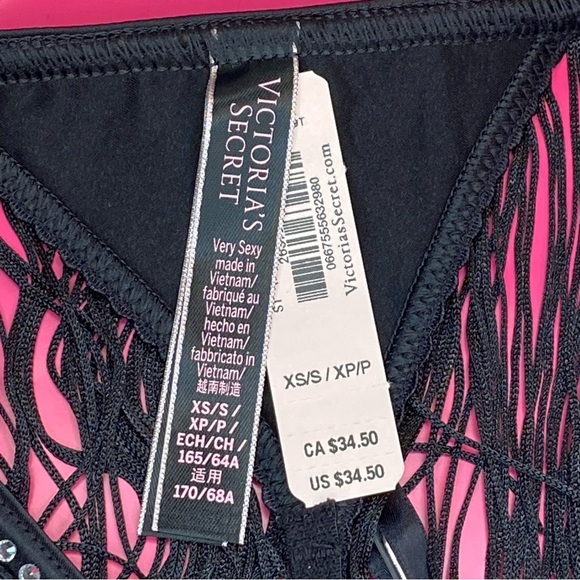 VICTORIA'S
SECRET
Very Sexy
made in
Vietnam/
fabriqué au
Vietnam/
hecho en
Vietnam/
fabbricato in
Vietnam/
越南制造
XS/S /
XP/P /
ECH/CH /
165/64A
适用
170/68A
0667555632980
VictoriasSecret.com
XS/S / XP/P
CA $34.50
US $34.50